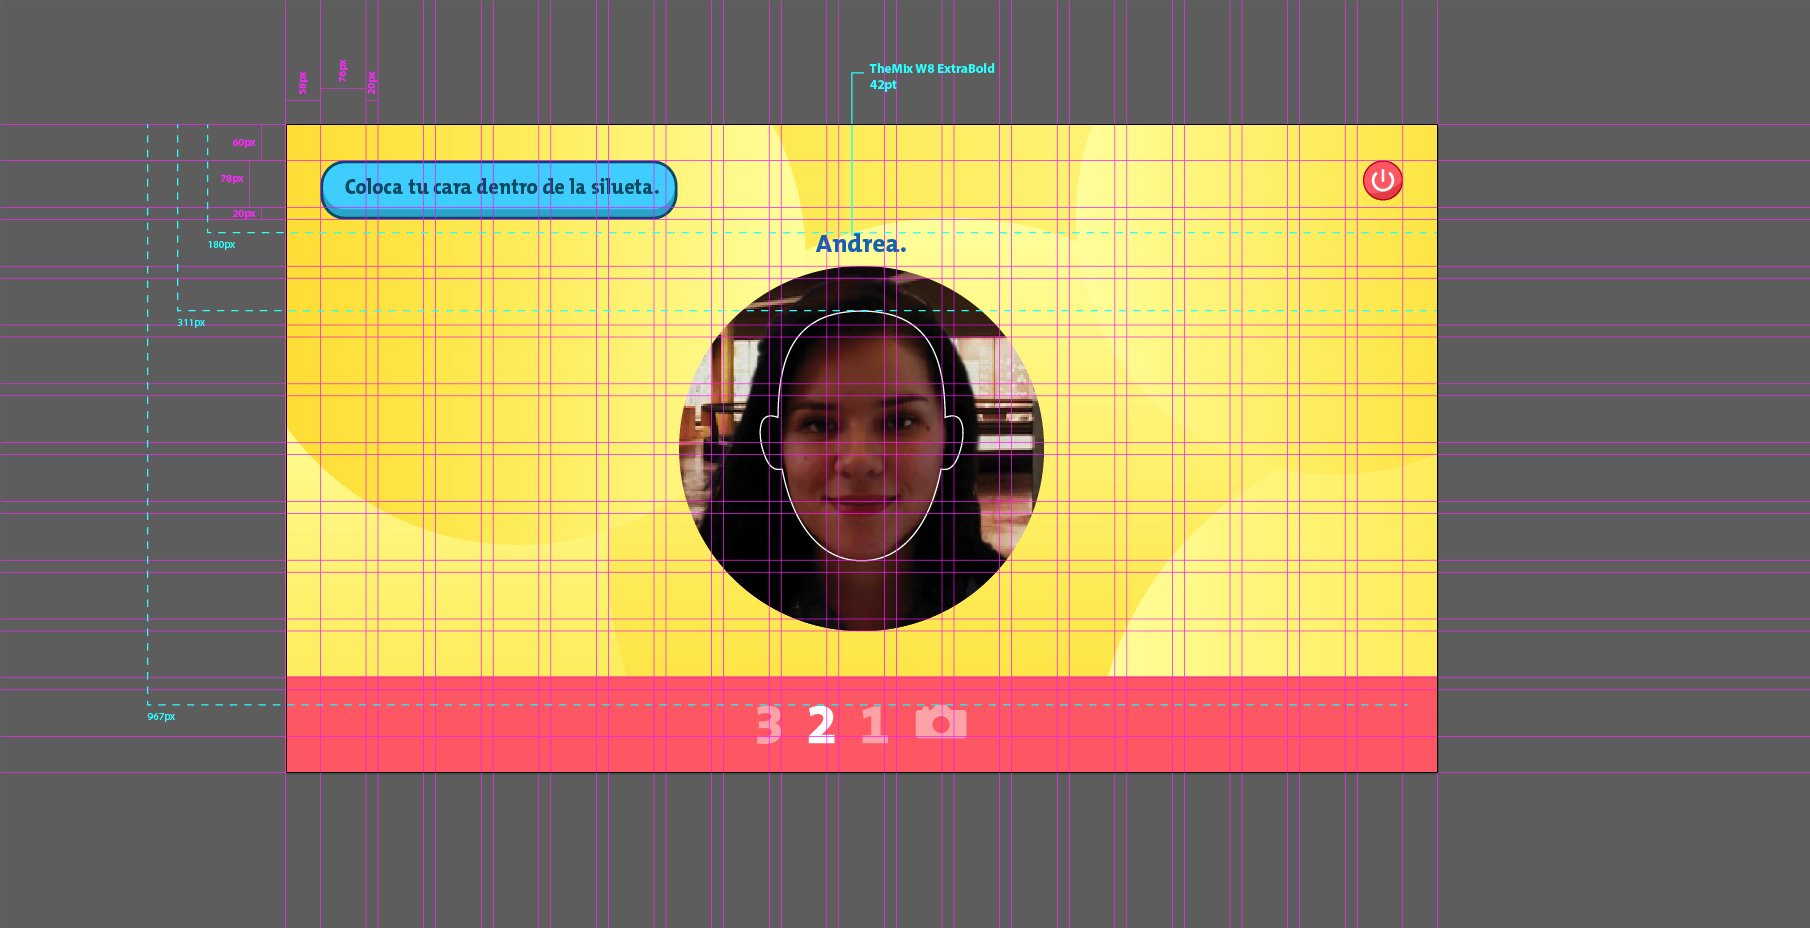 58px
76px
20px
TheMix W8 ExtraBold
42pt
60px
78px
20px
180px
311px
967px
Coloca tu cara dentro de la silueta.
Andrea.
3 2 1